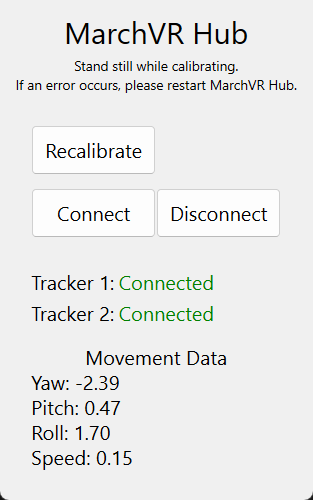 MarchVR Hub
Stand still while calibrating.
If an error occurs, please restart MarchVR Hub.
Recalibrate
Connect Disconnect
Tracker 1: Connected
Tracker 2: Connected
Movement Data
Yaw: -2.39
Pitch: 0.47
Roll: 1.70
Speed: 0.15